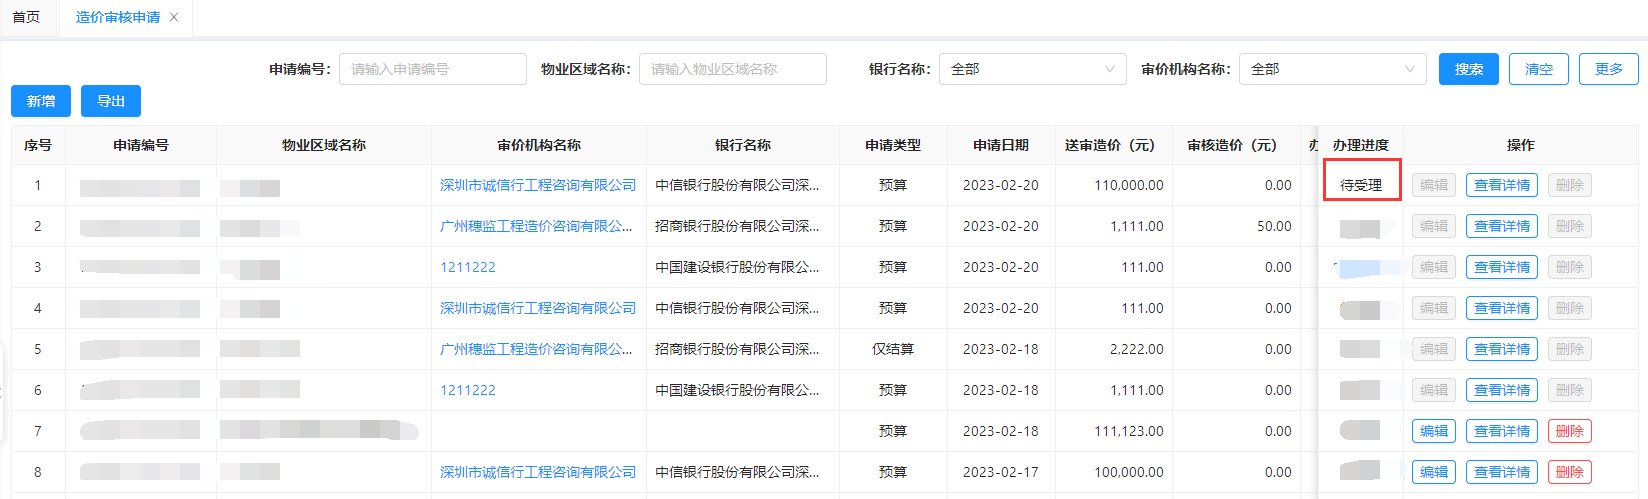 首页 造价审核申请 ×
申请编号: 请输入申请编号 物业区域名称: 请输入物业区域名称 银行名称: 全部 审价机构名称: 全部 搜索 清空 更多
新增 导出
序号 申请编号 物业区域名称 审价机构名称 银行名称 申请类型 申请日期 送审造价（元） 审核造价（元） 办理进度 操作
1 深圳市诚信行工程咨询有限公司 中信银行股份有限公司深... 预算 2023-02-20 110,000.00 0.00 待受理 编辑 查看详情 删除
2 广州穗监工程造价咨询有限公... 招商银行股份有限公司深... 预算 2023-02-20 1,111.00 50.00 编辑 查看详情 删除
3 1211222 中国建设银行股份有限公... 预算 2023-02-20 111.00 0.00 编辑 查看详情 删除
4 深圳市诚信行工程咨询有限公司 中信银行股份有限公司深... 预算 2023-02-20 111.00 0.00 编辑 查看详情 删除
5 广州穗监工程造价咨询有限公... 招商银行股份有限公司深... 仅结算 2023-02-18 2,222.00 0.00 编辑 查看详情 删除
6 1211222 中国建设银行股份有限公... 预算 2023-02-18 1,111.00 0.00 编辑 查看详情 删除
7 预算 2023-02-18 111,123.00 0.00 编辑 查看详情 删除
8 深圳市诚信行工程咨询有限公司 中信银行股份有限公司深... 预算 2023-02-17 100,000.00 0.00 编辑 查看详情 删除